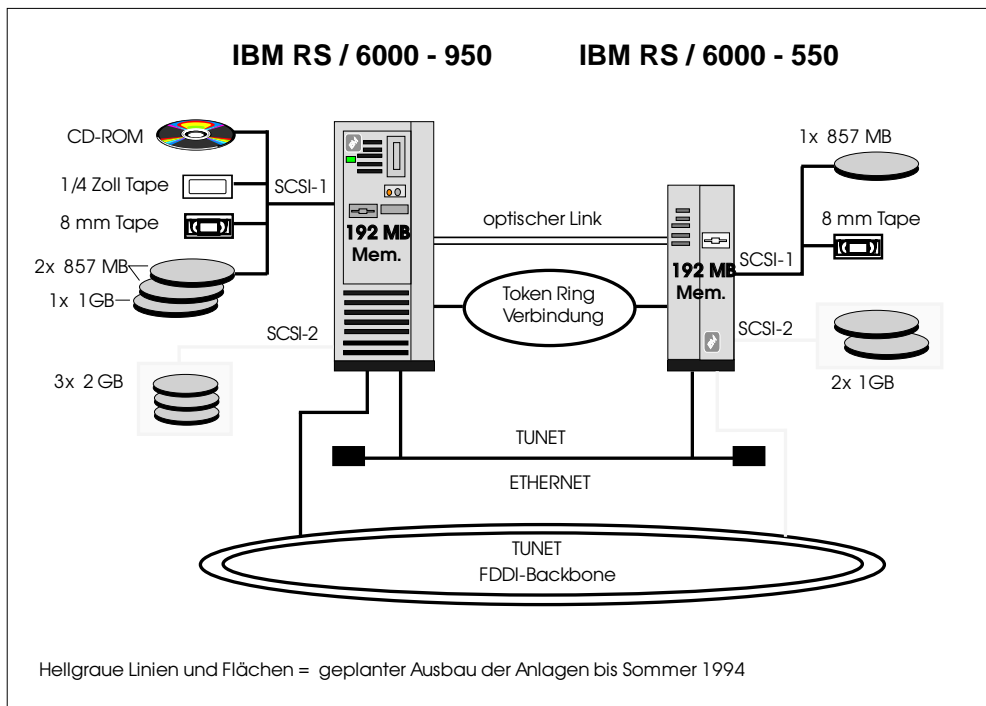 IBM RS / 6000 - 950
IBM RS / 6000 - 550
CD-ROM
1/4 Zoll Tape
8 mm Tape
2x 857 MB
1x 1GB
SCSI-1
SCSI-2
3x 2 GB
192 MB
Mem.
optischer Link
Token Ring
Verbindung
192 MB
Mem.
1x 857 MB
8 mm Tape
SCSI-1
SCSI-2
2x 1GB
TUNET
ETHERNET
TUNET
FDDI-Backbone
Hellgraue Linien und Flächen = geplanter Ausbau der Anlagen bis Sommer 1994